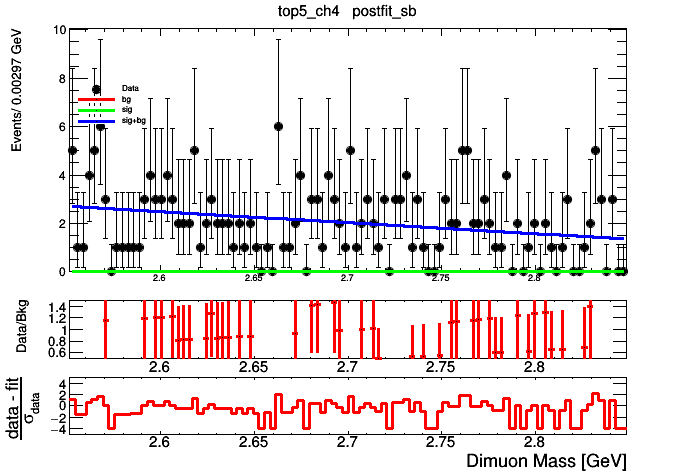 top5_ch4 postfit_sb
Events/ 0.00297 GeV
10
8
6
4
2
0
Data
bg
sig
sig+bg
2.6 2.65 2.7 2.75 2.8
Data/Bkg
1.4
1.2
1
0.8
0.6
2.6 2.65 2.7 2.75 2.8
data - fit
σdata
4
2
0
−2
−4
2.6 2.65 2.7 2.75 2.8
Dimuon Mass [GeV]